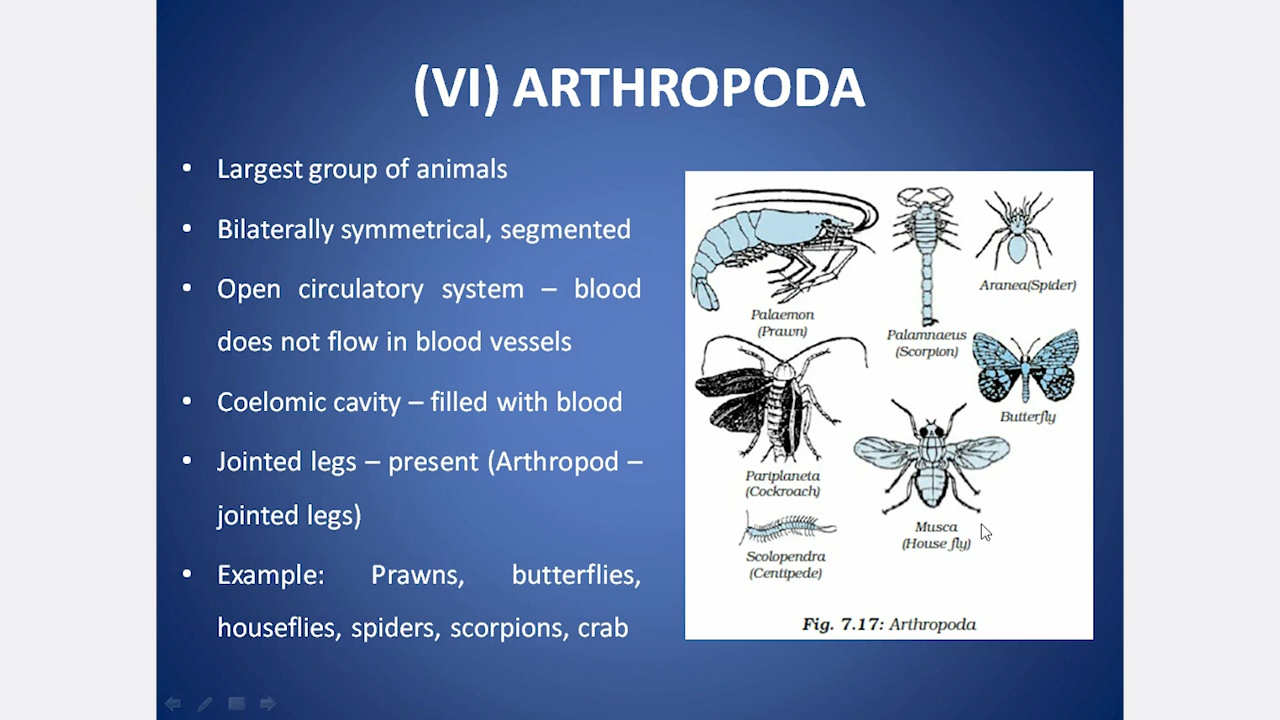 (VI) ARTHROPODA
• Largest group of animals
• Bilaterally symmetrical, segmented
• Open circulatory system – blood
does not flow in blood vessels
• Coelomic cavity – filled with blood
• Jointed legs – present (Arthropod –
jointed legs)
• Example: Prawns, butterflies,
houseflies, spiders, scorpions, crab
Palaemon
(Prawn)
Palamnaeus
(Scorpion)
Aranea(Spider)
Butterfly
Pariplaneta
(Cockroach)
Musca
(House fly)
Scolopendra
(Centipede)
Fig. 7.17: Arthropoda